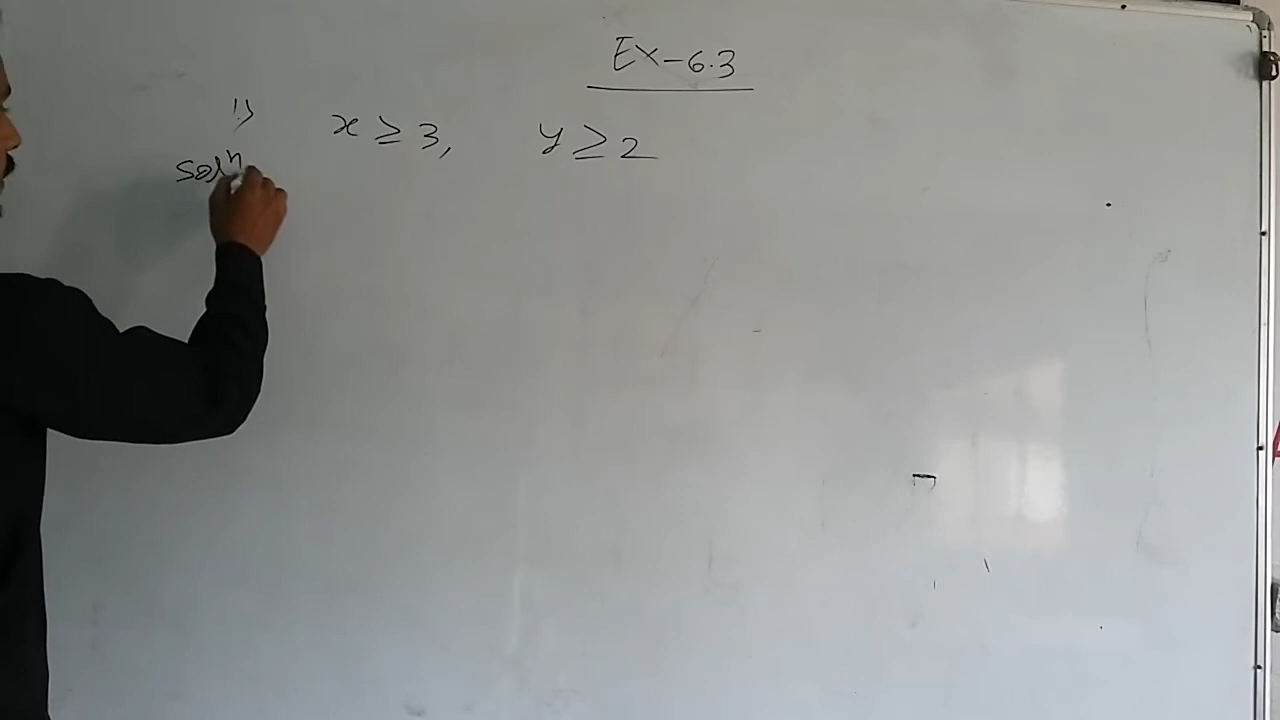 Ex-6.3
1.) x ≥ 3, y ≥ 2
Solⁿ